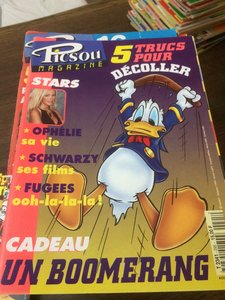 Picsou
MAGAZINE
5 TRUCS
POUR
DÉCOLLER
STARS
OPHÉLIE
sa vie
SCHWARZY
ses films
FUGEES
ooh-la-la-la!
CADEAU
UN BOOMERANG